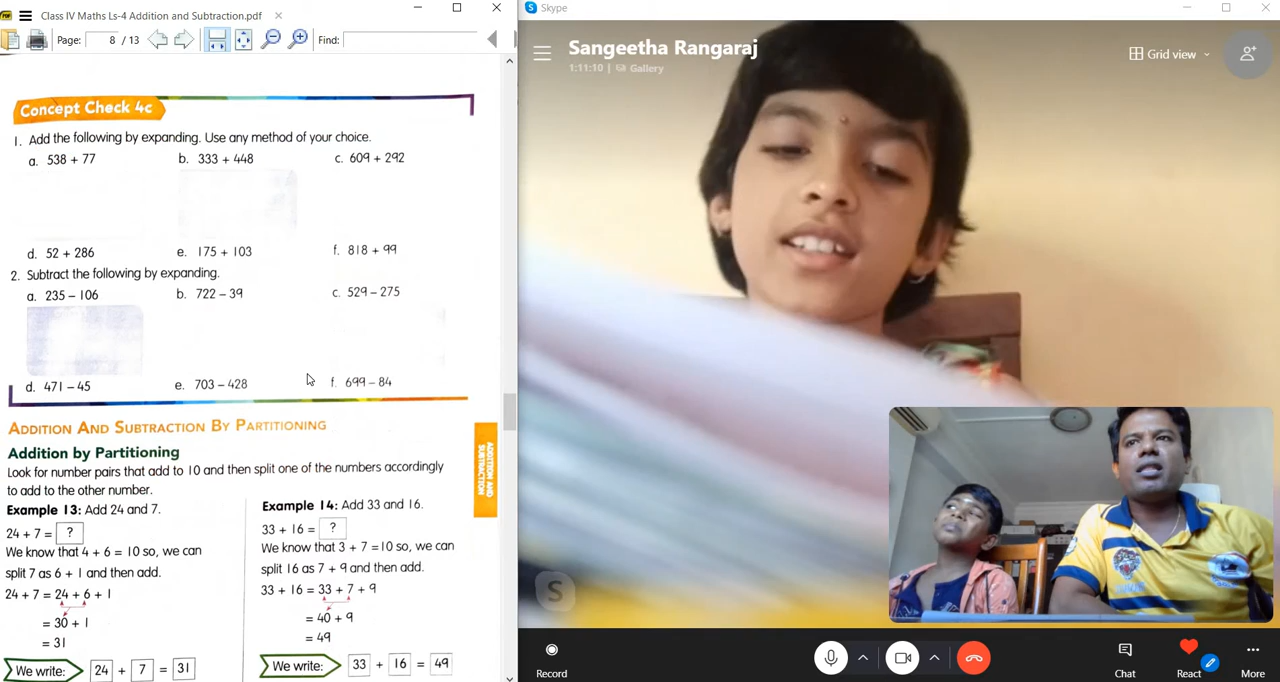 Class IV Maths Ls-4 Addition and Subtraction.pdf
Page: 8 / 13 Find:
Concept Check 4c
1. Add the following by expanding. Use any method of your choice.
a. 538 + 77 b. 333 + 448 c. 609 + 292
d. 52 + 286 e. 175 + 103 f. 818 + 99
2. Subtract the following by expanding.
a. 235 – 106 b. 722 – 39 c. 529 – 275
d. 471 – 45 e. 703 – 428 f. 699 – 84
ADDITION AND SUBTRACTION BY PARTITIONING
Addition by Partitioning
Look for number pairs that add to 10 and then split one of the numbers accordingly
to add to the other number.
Example 13: Add 24 and 7.
24 + 7 = ?
We know that 4 + 6 = 10 so, we can
split 7 as 6 + 1 and then add.
24 + 7 = 24 + 6 + 1
= 30 + 1
= 31
We write: 24 + 7 = 31
Example 14: Add 33 and 16.
33 + 16 = ?
We know that 3 + 7 =10 so, we can
split 16 as 7 + 9 and then add.
33 + 16 = 33 + 7 + 9
= 40 + 9
= 49
We write: 33 + 16 = 49
ADDITION AND
SUBTRACTION
Skype
Sangeetha Rangaraj
1:11:10 | Gallery
Grid view
Record
Chat
React
More